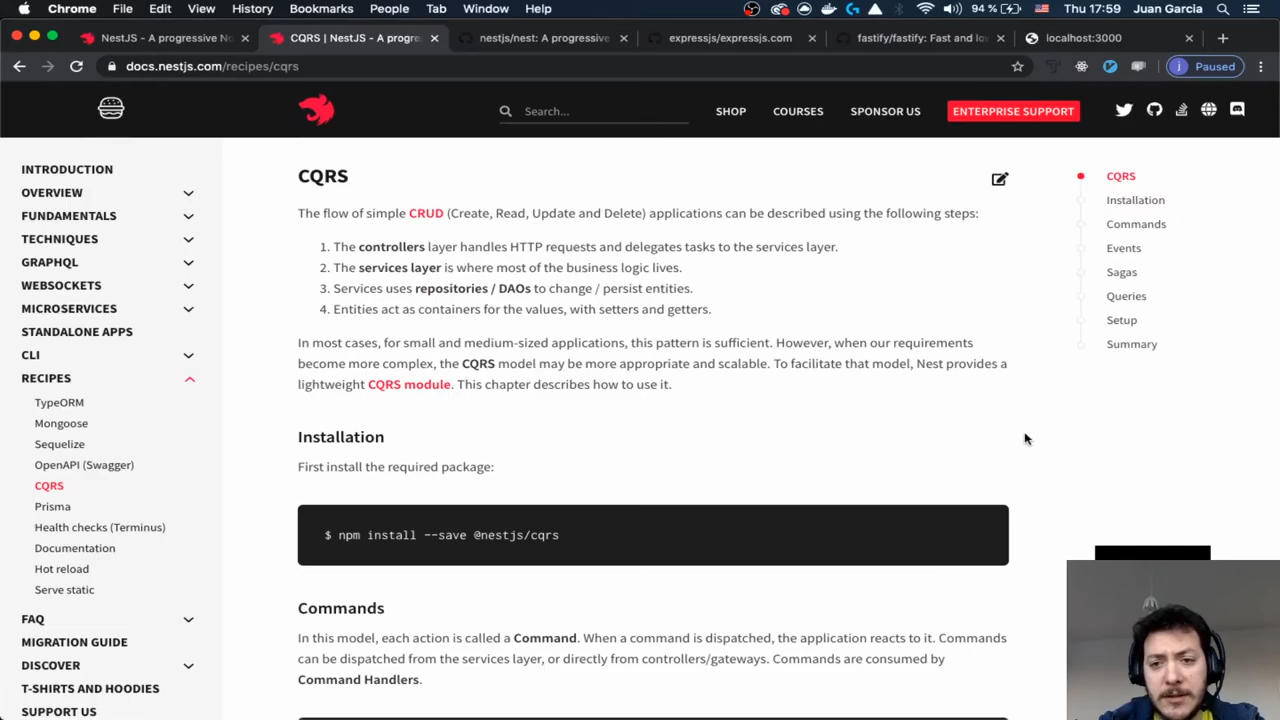 Chrome File Edit View History Bookmarks People Tab Window Help 94 % Thu 17:59 Juan Garcia
NestJS - A progressive No
CQRS | NestJS - A progres
nestjs/nest: A progressive
expressjs/expressjs.com
fastify/fastify: Fast and lo
localhost:3000
docs.nestjs.com/recipes/cqrs
j Paused
Search...
SHOP
COURSES
SPONSOR US
ENTERPRISE SUPPORT
INTRODUCTION
OVERVIEW
FUNDAMENTALS
TECHNIQUES
GRAPHQL
WEBSOCKETS
MICROSERVICES
STANDALONE APPS
CLI
RECIPES
TypeORM
Mongoose
Sequelize
OpenAPI (Swagger)
CQRS
Prisma
Health checks (Terminus)
Documentation
Hot reload
Serve static
FAQ
MIGRATION GUIDE
DISCOVER
T-SHIRTS AND HOODIES
SUPPORT US
CQRS
The flow of simple CRUD (Create, Read, Update and Delete) applications can be described using the following steps:
1. The controllers layer handles HTTP requests and delegates tasks to the services layer.
2. The services layer is where most of the business logic lives.
3. Services uses repositories / DAOs to change / persist entities.
4. Entities act as containers for the values, with setters and getters.
In most cases, for small and medium-sized applications, this pattern is sufficient. However, when our requirements
become more complex, the CQRS model may be more appropriate and scalable. To facilitate that model, Nest provides a
lightweight CQRS module. This chapter describes how to use it.
Installation
First install the required package:
$ npm install --save @nestjs/cqrs
Commands
In this model, each action is called a Command. When a command is dispatched, the application reacts to it. Commands
can be dispatched from the services layer, or directly from controllers/gateways. Commands are consumed by
Command Handlers.
CQRS
Installation
Commands
Events
Sagas
Queries
Setup
Summary